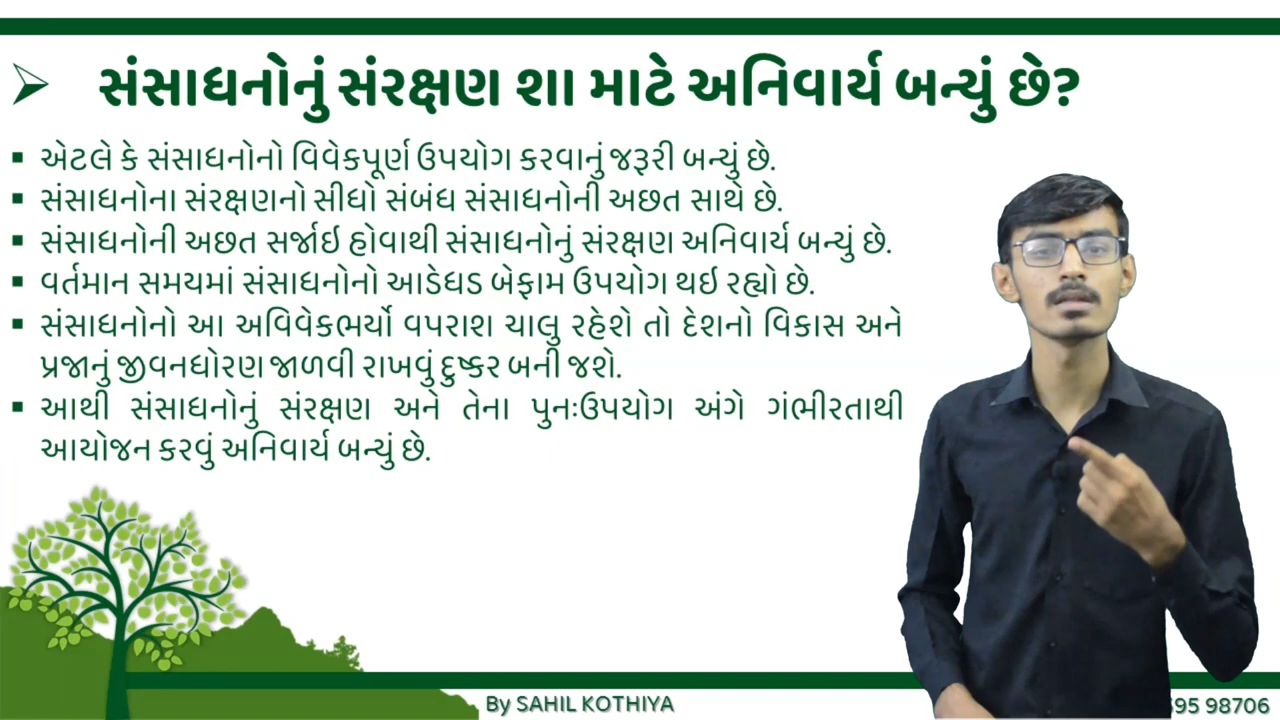 સંસાધનોનું સંરક્ષણ શા માટે અનિવાર્ય બન્યું છે?
એટલે કે સંસાધનોનો વિવેકપૂર્ણ ઉપયોગ કરવાનું જરૂરી બન્યું છે.
સંસાધનોના સંરક્ષણનો સીધો સંબંધ સંસાધનોની અછત સાથે છે.
સંસાધનોની અછત સર્જાઇ હોવાથી સંસાધનોનું સંરક્ષણ અનિવાર્ય બન્યું છે.
વર્તમાન સમયમાં સંસાધનોનો આડેધડ બેફામ ઉપયોગ થઇ રહ્યો છે.
સંસાધનોનો આ અવિવેકભર્યો વપરાશ ચાલુ રહેશે તો દેશનો વિકાસ અને
પ્રજાનું જીવનધોરણ જાળવી રાખવું દુષ્કર બની જશે.
આથી સંસાધનોનું સંરક્ષણ અને તેના પુનઃઉપયોગ અંગે ગંભીરતાથી
આયોજન કરવું અનિવાર્ય બન્યું છે.
By SAHIL KOTHIYA
98706